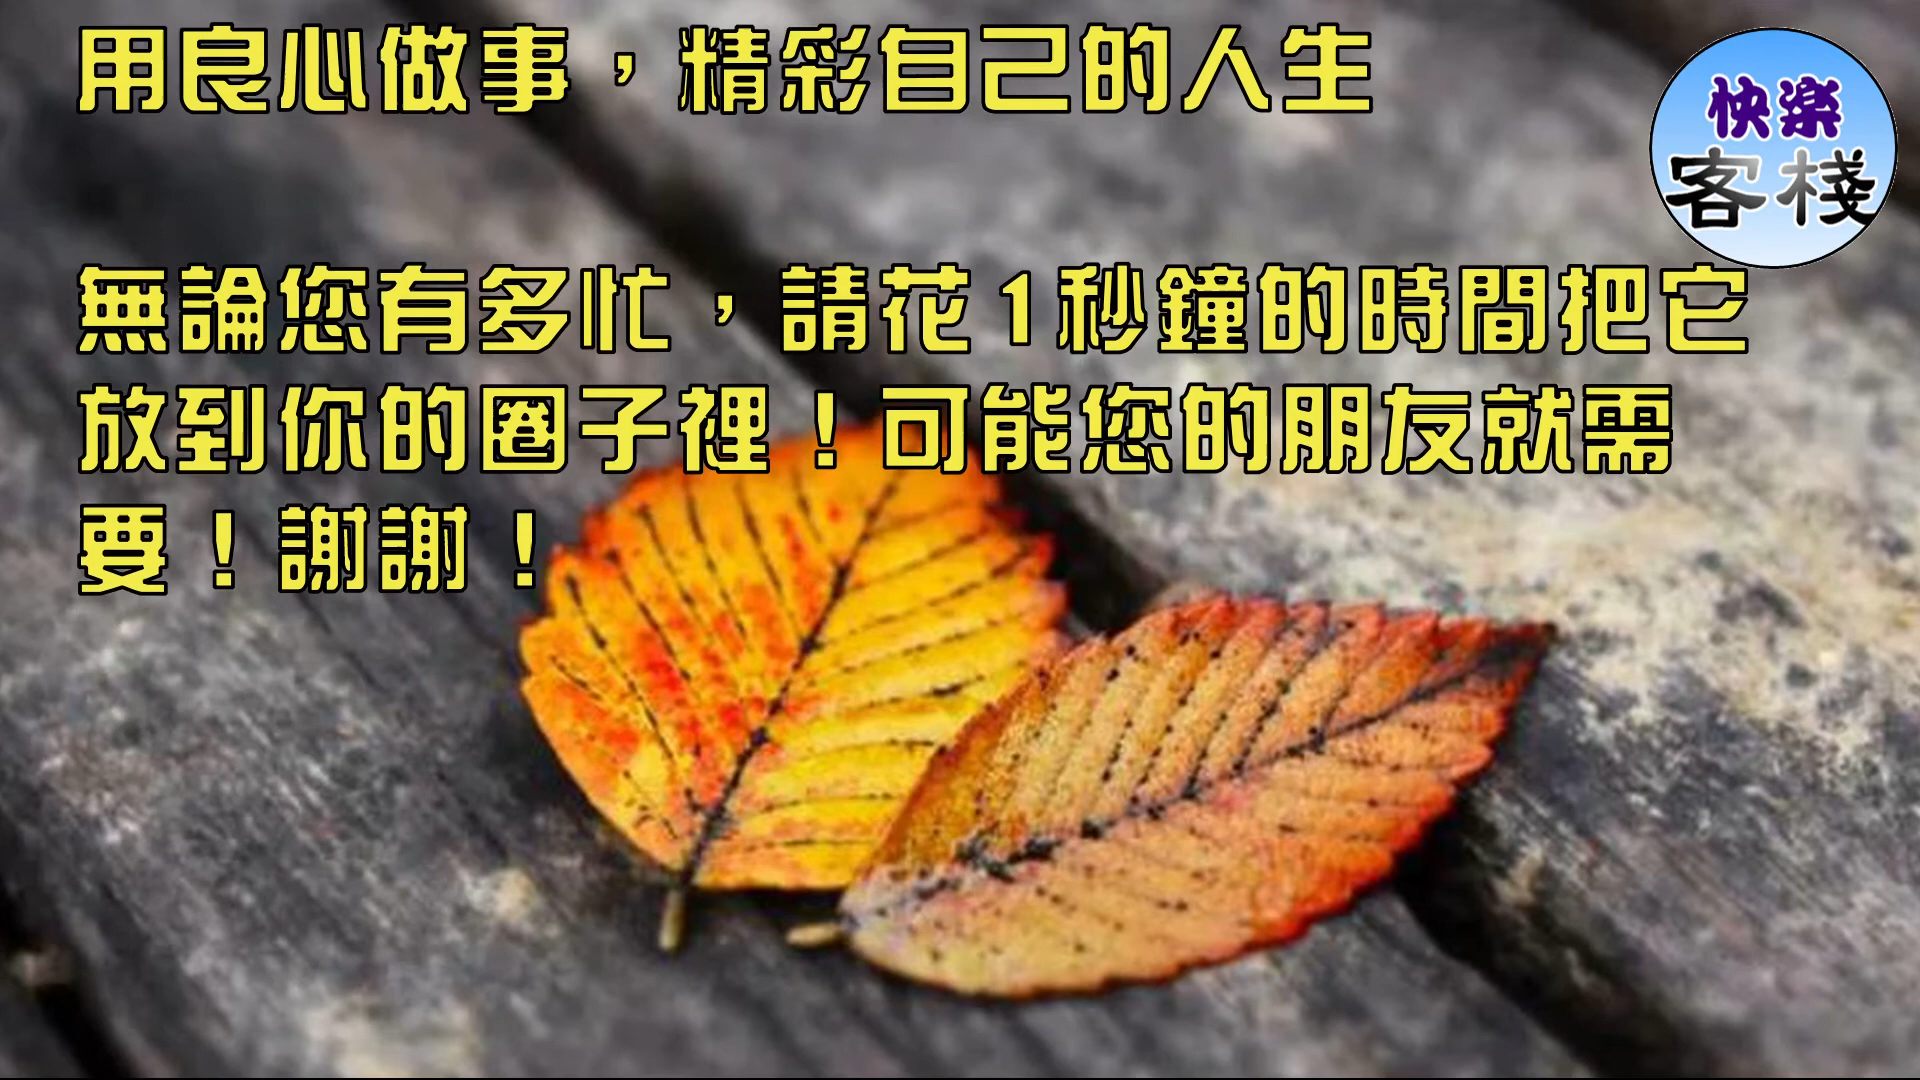 用良心做事，精彩自己的人生
快樂
客棧
無論您有多忙，請花1秒鐘的時間把它
放到你的圈子裡！可能您的朋友就需
要！謝謝！